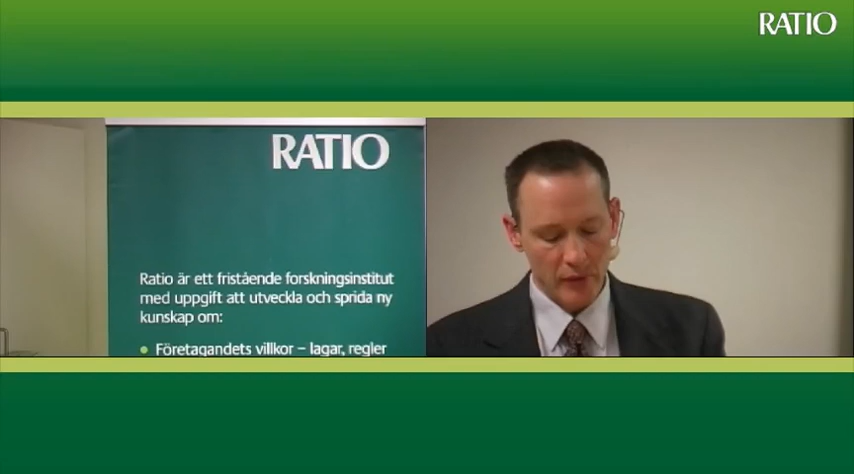 RATIO
RATIO
Ratio är ett fristående forskningsinstitut
med uppgift att utveckla och sprida ny
kunskap om:
Företagandets villkor – lagar, regler